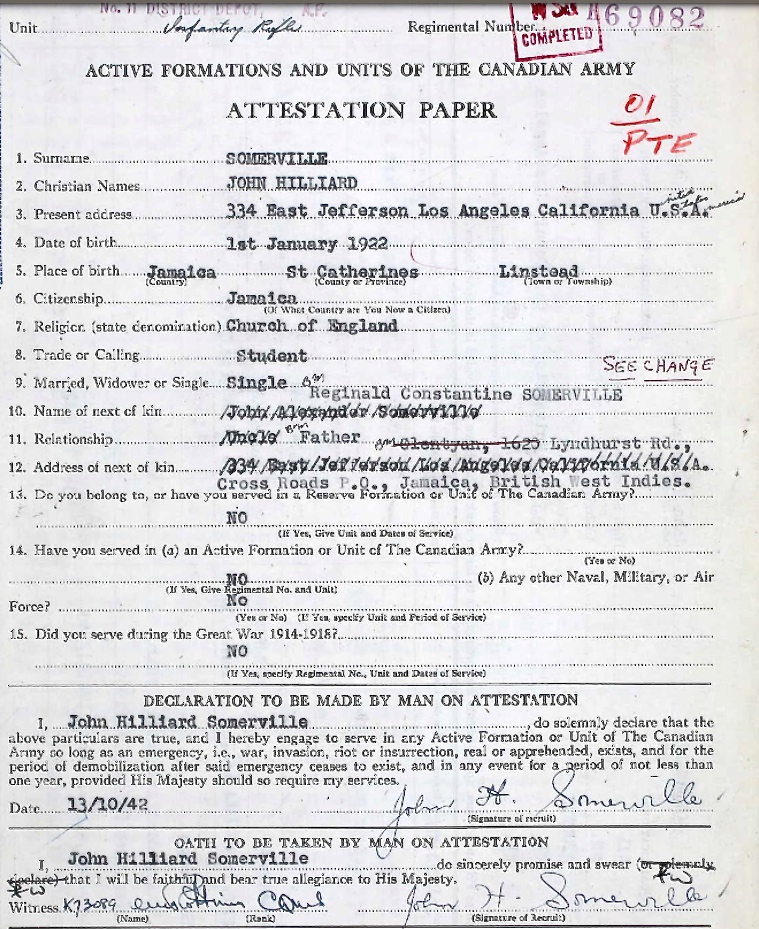 No. 11 DISTRICT DEPOT, A.F.
Unit Infantry Rifle Regimental Number K69082
COMPLETED
ACTIVE FORMATIONS AND UNITS OF THE CANADIAN ARMY
ATTESTATION PAPER
01
PTE
1. Surname SOMERVILLE
2. Christian Names JOHN HILLIARD
3. Present address 334 East Jefferson Los Angeles California U.S.A.
4. Date of birth 1st January 1922
5. Place of birth Jamaica St Catherines Linstead
(Country) (County or Province) (Town or Township)
6. Citizenship Jamaica
(Of What Country are You Now a Citizen)
7. Religion (state denomination) Church of England
8. Trade or Calling Student
SEE CHANGE
9. Married, Widower or Single Single
Reginald Constantine SOMERVILLE
10. Name of next of kin John Alexander Somerville
11. Relationship Uncle Father Glentyan, 1625 Lyndhurst Rd.,
12. Address of next of kin 334 East Jefferson Los Angeles California U.S.A.
Cross Roads P.O., Jamaica, British West Indies.
13. Do you belong to, or have you served in a Reserve Formation or Unit of The Canadian Army?
NO
(If Yes, Give Unit and Dates of Service)
14. Have you served in (a) an Active Formation or Unit of The Canadian Army?
(Yes or No)
NO (b) Any other Naval, Military, or Air
(If Yes, Give Regimental No. and Unit)
Force? No
(Yes or No) (If Yes, specify Unit and Period of Service)
15. Did you serve during the Great War 1914-1918?
NO
(If Yes, specify Regimental No., Unit and Dates of Service)
DECLARATION TO BE MADE BY MAN ON ATTESTATION
I, John Hilliard Somerville, do solemnly declare that the
above particulars are true, and I hereby engage to serve in any Active Formation or Unit of The Canadian
Army so long as an emergency, i.e., war, invasion, riot or insurrection, real or apprehended, exists, and for the
period of demobilization after said emergency ceases to exist, and in any event for a period of not less than
one year, provided His Majesty should so require my services.
Date 13/10/42 John H. Somerville
(Signature of recruit)
OATH TO BE TAKEN BY MAN ON ATTESTATION
I, John Hilliard Somerville do sincerely promise and swear (or solemnly
declare) that I will be faithful and bear true allegiance to His Majesty.
Witness K73089 John H. Somerville
(Name) (Rank) (Signature of Recruit)